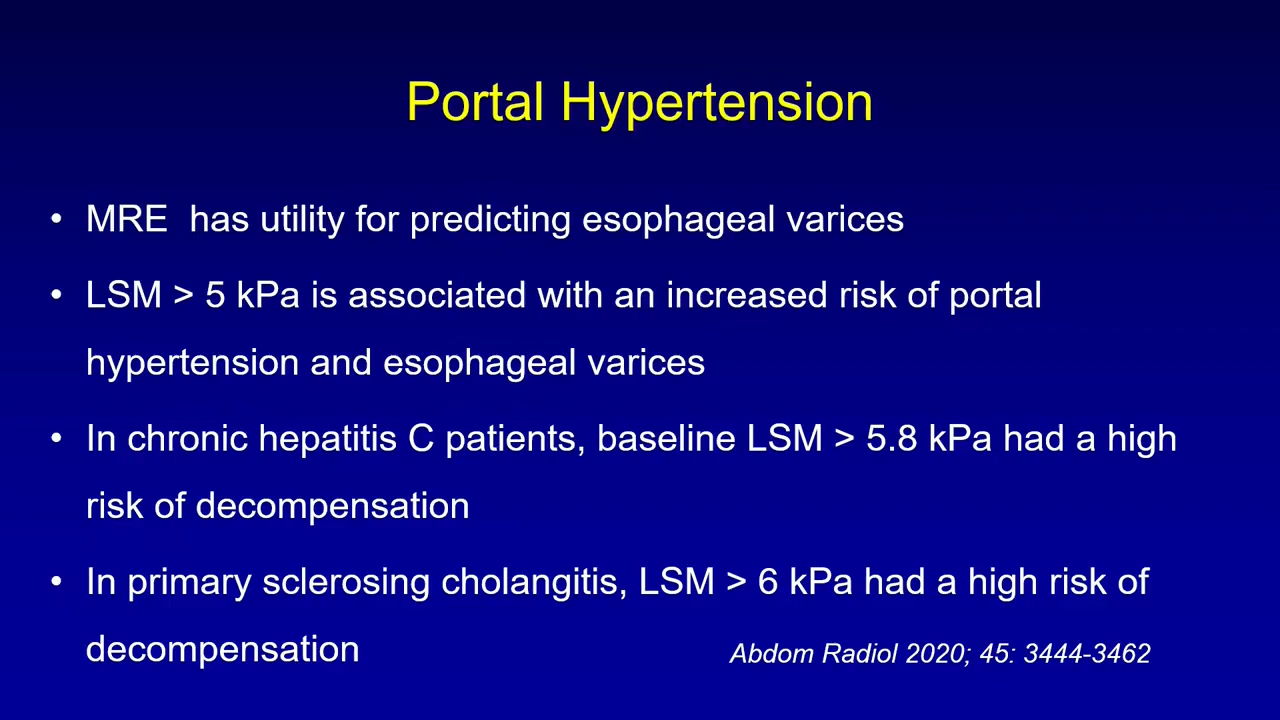 Portal Hypertension
• MRE  has utility for predicting esophageal varices
• LSM > 5 kPa is associated with an increased risk of portal
hypertension and esophageal varices
• In chronic hepatitis C patients, baseline LSM > 5.8 kPa had a high
risk of decompensation
• In primary sclerosing cholangitis, LSM > 6 kPa had a high risk of
decompensation
Abdom Radiol 2020; 45: 3444-3462